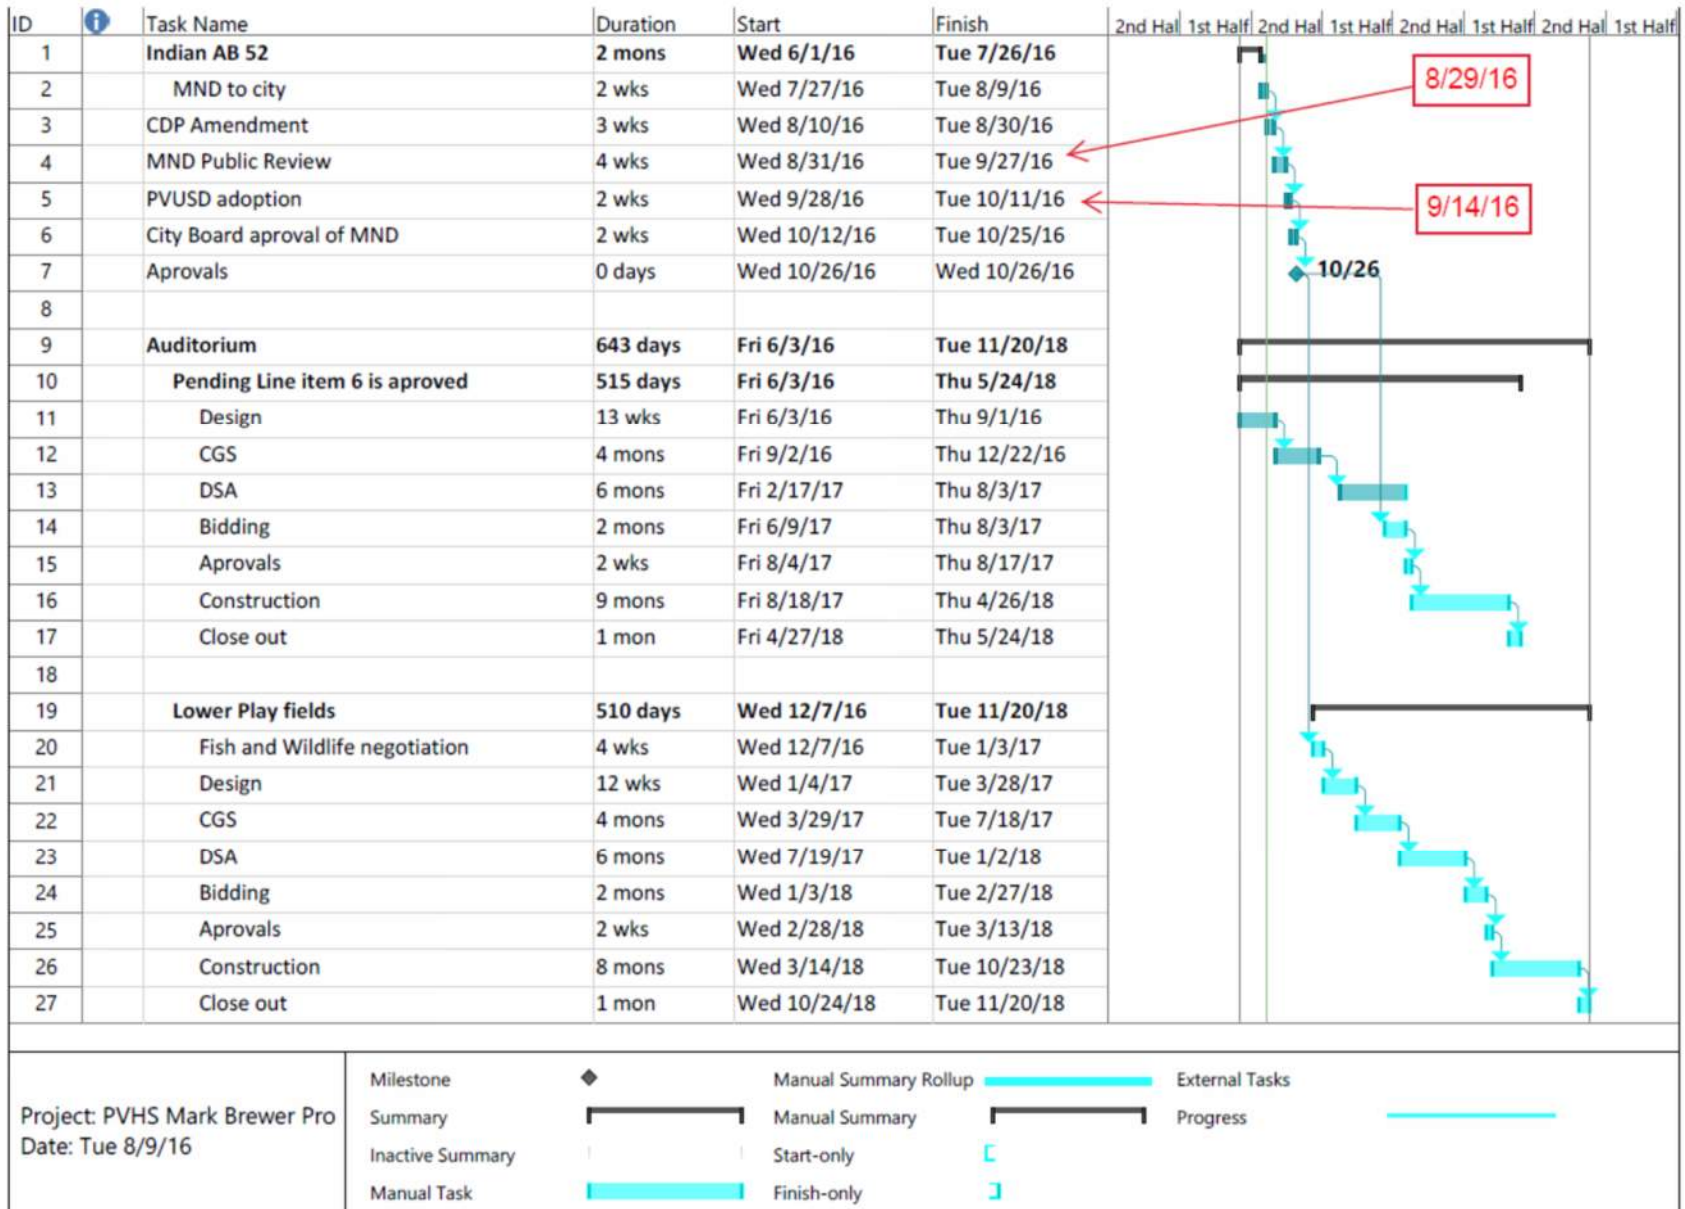 ID Task Name Duration Start Finish 2nd Hal 1st Half 2nd Hal 1st Half 2nd Hal 1st Half 2nd Hal 1st Half
1 Indian AB 52 2 mons Wed 6/1/16 Tue 7/26/16
8/29/16
2 MND to city 2 wks Wed 7/27/16 Tue 8/9/16
3 CDP Amendment 3 wks Wed 8/10/16 Tue 8/30/16
4 MND Public Review 4 wks Wed 8/31/16 Tue 9/27/16
5 PVUSD adoption 2 wks Wed 9/28/16 Tue 10/11/16
9/14/16
6 City Board aproval of MND 2 wks Wed 10/12/16 Tue 10/25/16
7 Aprovals 0 days Wed 10/26/16 Wed 10/26/16 10/26
8
9 Auditorium 643 days Fri 6/3/16 Tue 11/20/18
10 Pending Line item 6 is aproved 515 days Fri 6/3/16 Thu 5/24/18
11 Design 13 wks Fri 6/3/16 Thu 9/1/16
12 CGS 4 mons Fri 9/2/16 Thu 12/22/16
13 DSA 6 mons Fri 2/17/17 Thu 8/3/17
14 Bidding 2 mons Fri 6/9/17 Thu 8/3/17
15 Aprovals 2 wks Fri 8/4/17 Thu 8/17/17
16 Construction 9 mons Fri 8/18/17 Thu 4/26/18
17 Close out 1 mon Fri 4/27/18 Thu 5/24/18
18
19 Lower Play fields 510 days Wed 12/7/16 Tue 11/20/18
20 Fish and Wildlife negotiation 4 wks Wed 12/7/16 Tue 1/3/17
21 Design 12 wks Wed 1/4/17 Tue 3/28/17
22 CGS 4 mons Wed 3/29/17 Tue 7/18/17
23 DSA 6 mons Wed 7/19/17 Tue 1/2/18
24 Bidding 2 mons Wed 1/3/18 Tue 2/27/18
25 Aprovals 2 wks Wed 2/28/18 Tue 3/13/18
26 Construction 8 mons Wed 3/14/18 Tue 10/23/18
27 Close out 1 mon Wed 10/24/18 Tue 11/20/18
Project: PVHS Mark Brewer Pro
Date: Tue 8/9/16
Milestone Manual Summary Rollup External Tasks
Summary Manual Summary Progress
Inactive Summary Start-only
Manual Task Finish-only